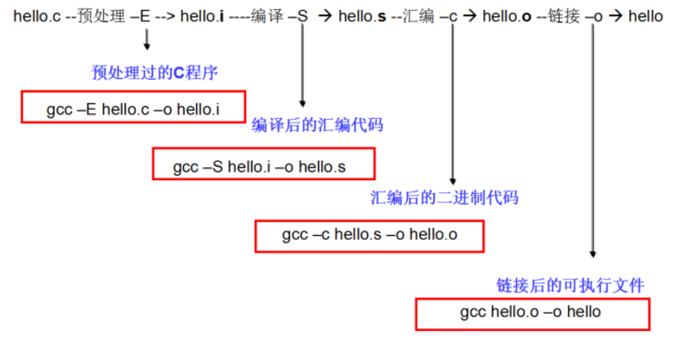 hello.c --预处理 –E --> hello.i ----编译 –S → hello.s --汇编 –c → hello.o --链接 –o → hello
预处理过的C程序
gcc –E hello.c –o hello.i
编译后的汇编代码
gcc –S hello.i –o hello.s
汇编后的二进制代码
gcc –c hello.s –o hello.o
链接后的可执行文件
gcc hello.o –o hello